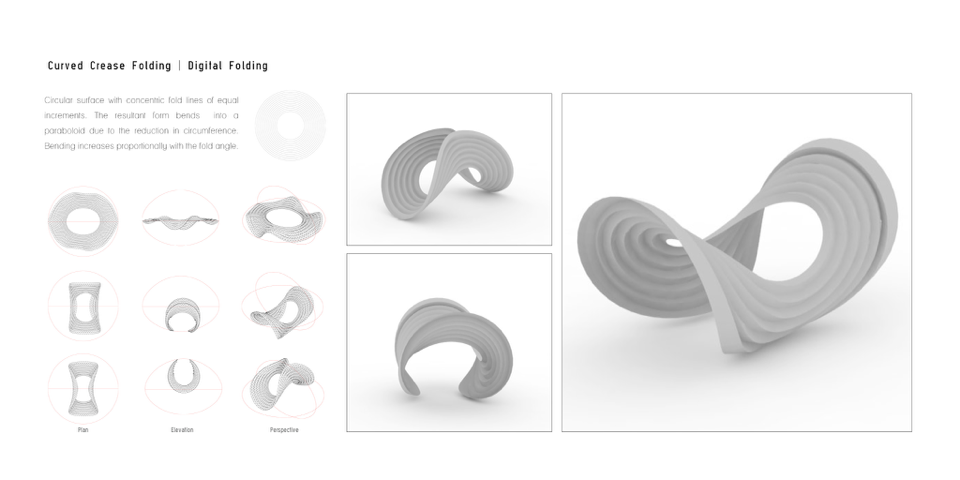 Curved Crease Folding | Digital Folding
Circular surface with concentric fold lines of equal
increments. The resultant form bends into a
paraboloid due to the reduction in circumference.
Bending increases proportionally with the fold angle.
Plan
Elevation
Perspective